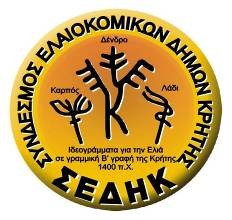 ΣΥΝΔΕΣΜΟΣ ΕΛΑΙΟΚΟΜΙΚΩΝ ΔΗΜΩΝ ΚΡΗΤΗΣ
Δένδρο
Καρπός
Λάδι
Ιδεογράμματα για την Ελιά
σε γραμμική Β' γραφή της Κρήτης
1400 π.Χ.
ΣΕΔΗΚ